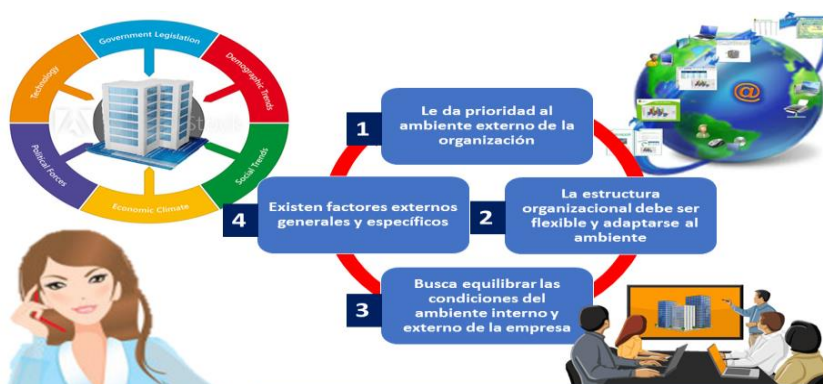 Government Legislation
Demographic Trends
Social Trends
Economic Climate
Political Forces
Technology
@
1
Le da prioridad al
ambiente externo de la
organización
2
La estructura
organizacional debe ser
flexible y adaptarse al
ambiente
3
Busca equilibrar las
condiciones del
ambiente interno y
externo de la empresa
4
Existen factores externos
generales y específicos